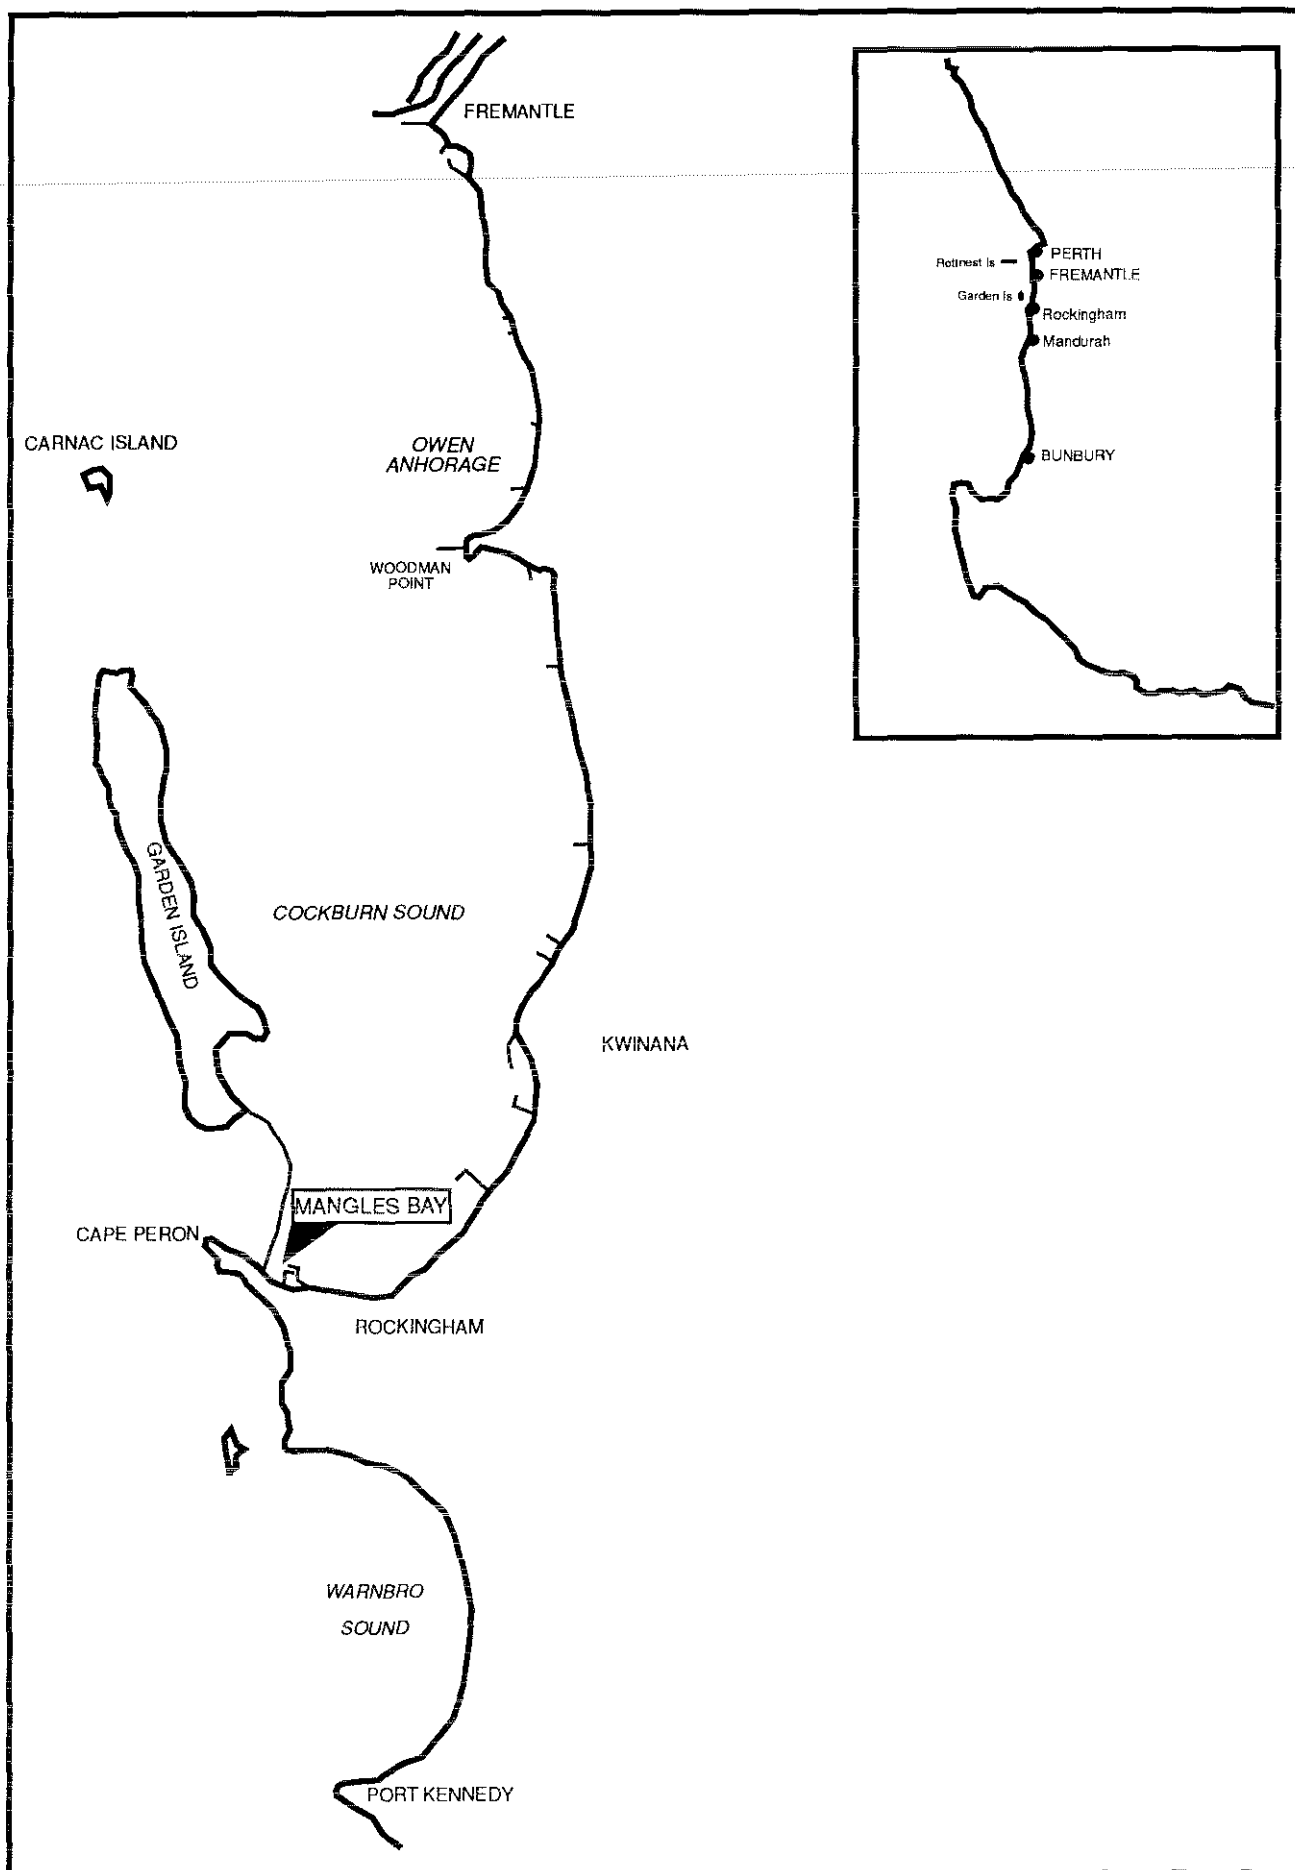 FREMANTLE
PERTH
Rottnest Is
FREMANTLE
Garden Is
Rockingham
Mandurah
CARNAC ISLAND
OWEN
ANHORAGE
BUNBURY
WOODMAN
POINT
GARDEN ISLAND
COCKBURN SOUND
KWINANA
MANGLES BAY
CAPE PERON
ROCKINGHAM
WARNBRO
SOUND
PORT KENNEDY